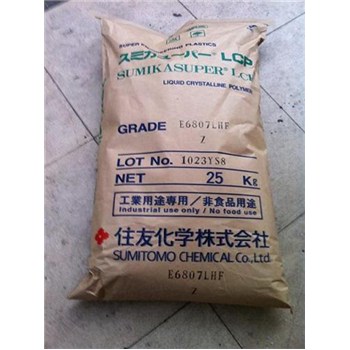 SUPER ENGINEERING PLASTICS
スミカスーパー® LCP
SUMIKASUPER® LCP
LIQUID CRYSTALLINE POLYMER
GRADE E6807LHF
Z
LOT No. 1023YS8
NET 25 Kg
工業用途専用／非食品用途
Industrial use only / No food use
住友化学株式会社
SUMITOMO CHEMICAL Co.,Ltd.
E6807LHF
Z